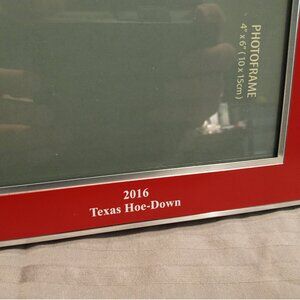 PHOTOFRAME
4" x 6" (10 x 15cm)
2016
Texas Hoe-Down